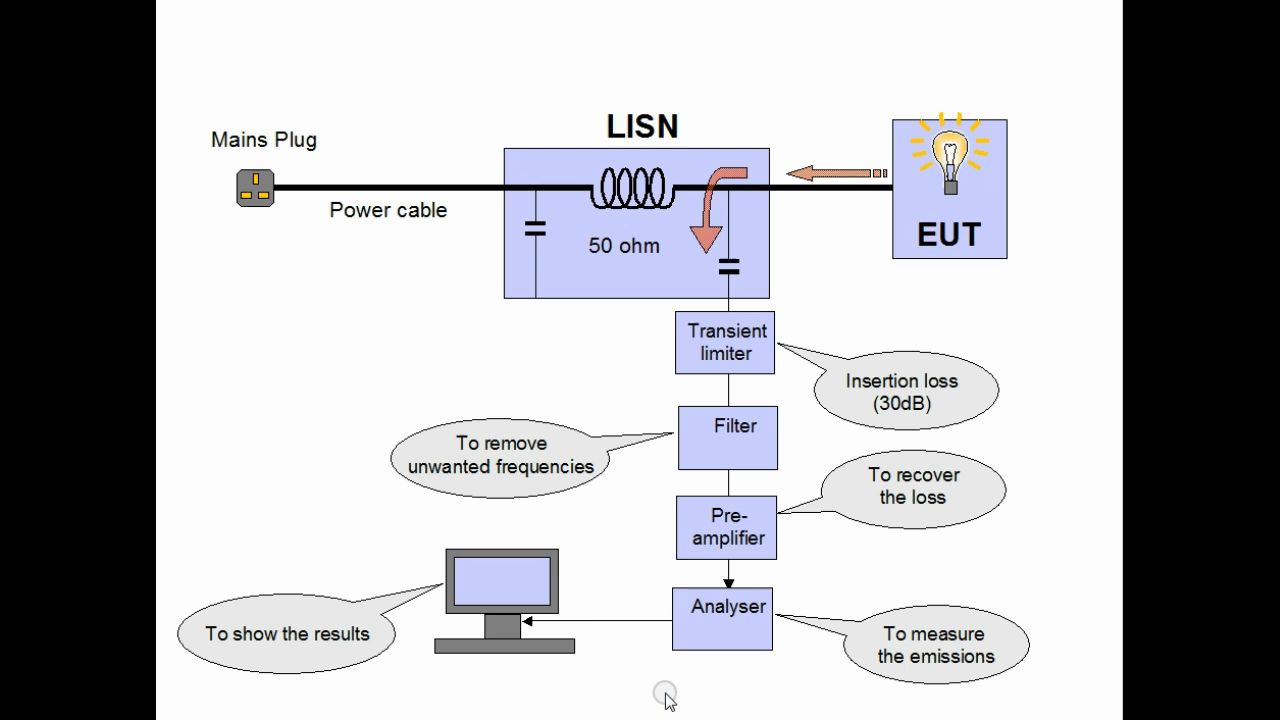 LISN
Mains Plug
Power cable
50 ohm
EUT
Transient
limiter
Insertion loss
(30dB)
Filter
To remove
unwanted frequencies
To recover
the loss
Pre-
amplifier
Analyser
To show the results
To measure
the emissions